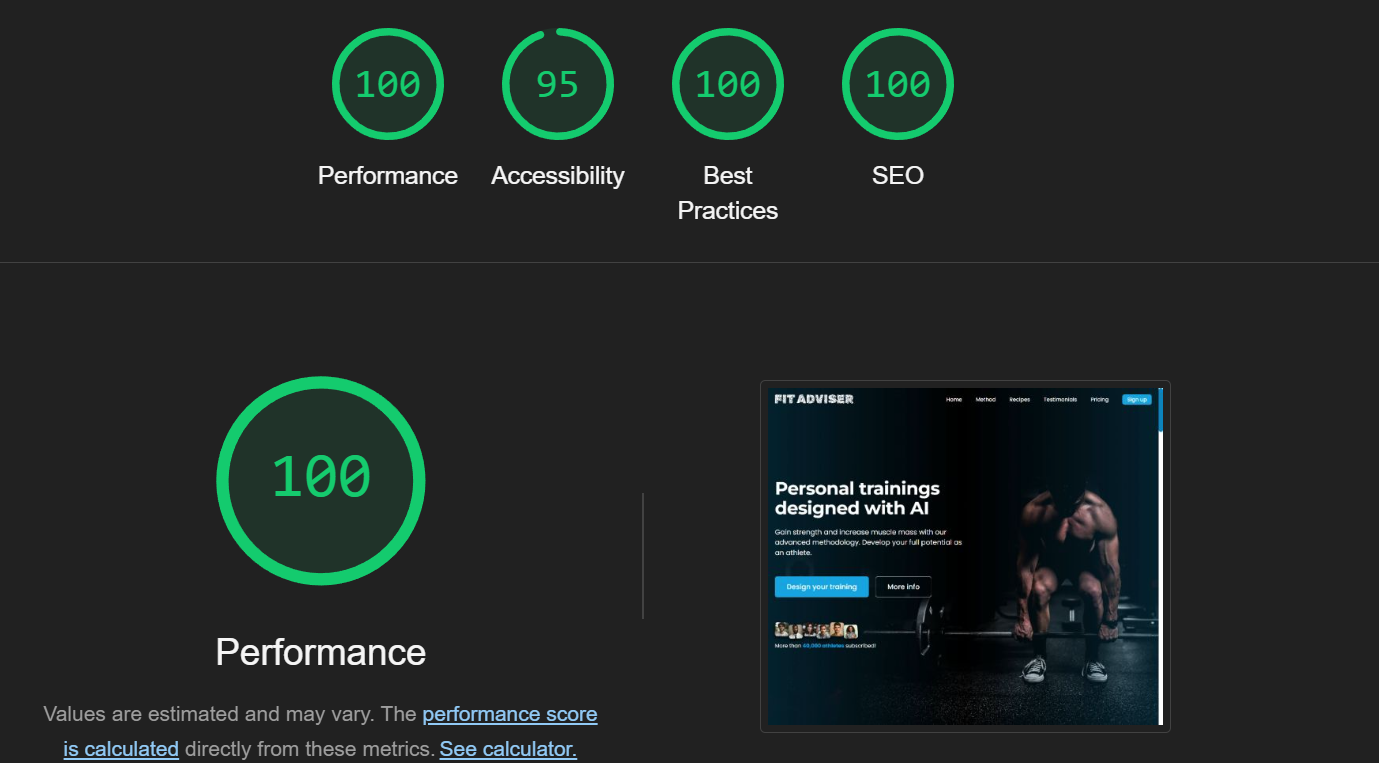 100
95
100
100
Performance
Accessibility
Best
Practices
SEO
100
Performance
Values are estimated and may vary. The performance score
is calculated directly from these metrics. See calculator.
FIT ADVISER
Home Method Recipes Testimonials Pricing Sign up
Personal trainings
designed with AI
Gain strength and increase muscle mass with our
advanced methodology. Develop your full potential as
an athlete.
Design your training More info
More than 40,000 athletes subscribed!